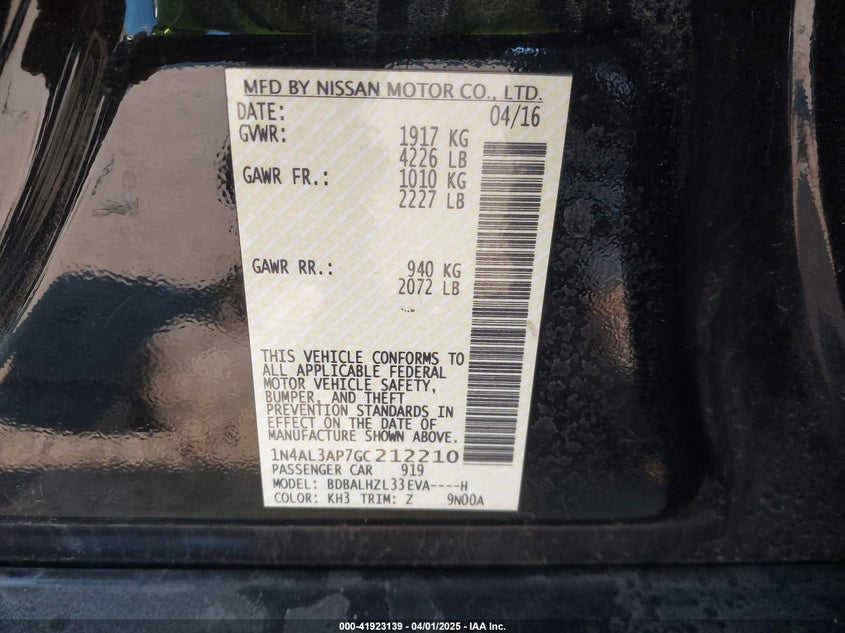 MFD BY NISSAN MOTOR CO., LTD.
DATE: 04/16
GVWR: 1917 KG
4226 LB
GAWR FR.: 1010 KG
2227 LB
GAWR RR.: 940 KG
2072 LB
THIS VEHICLE CONFORMS TO
ALL APPLICABLE FEDERAL
MOTOR VEHICLE SAFETY,
BUMPER, AND THEFT
PREVENTION STANDARDS IN
EFFECT ON THE DATE OF
MANUFACTURE SHOWN ABOVE.
1N4AL3AP7GC212210
PASSENGER CAR 919
MODEL: BDBALHZL33EVA----H
COLOR: KH3 TRIM: Z 9N00A
000-41923139 - 04/01/2025 - IAA Inc.